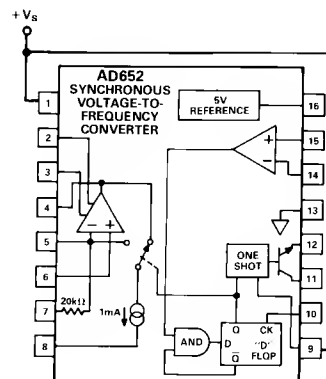 +VS
AD652
SYNCHRONOUS
VOLTAGE-TO-
FREQUENCY
CONVERTER
5V
REFERENCE
1
2
3
4
5
6
7
8
16
15
14
13
12
11
10
9
+
−
−
+
20kΩ
1mA
ONE
SHOT
AND
D
Q
CK
"D"
FLOP
Q̅